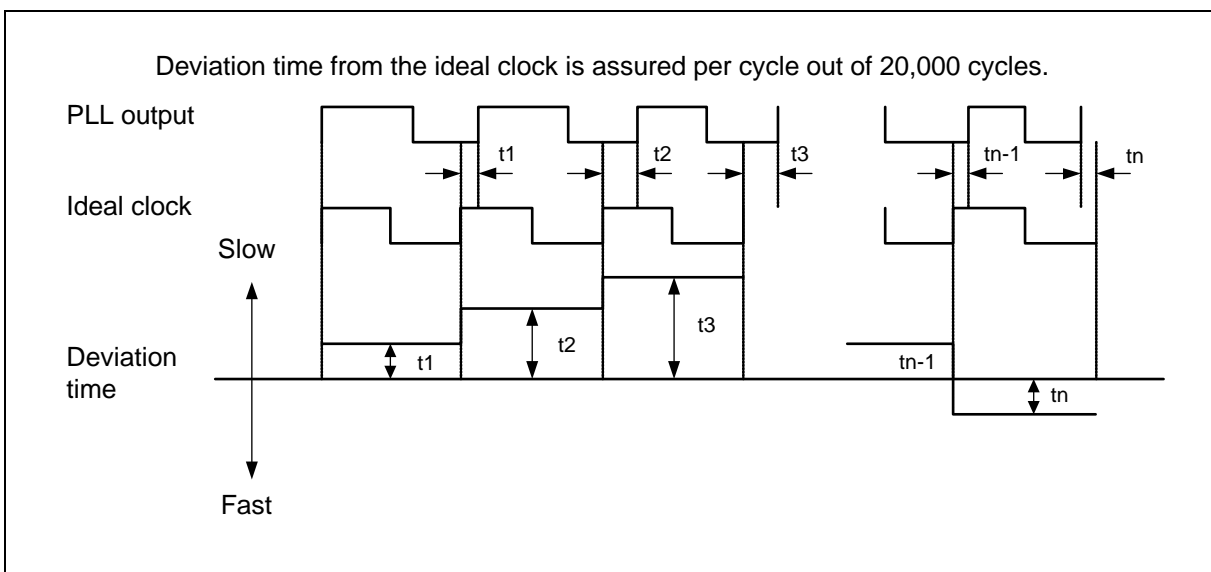 Deviation time from the ideal clock is assured per cycle out of 20,000 cycles.
PLL output
t1
t2
t3
tn-1
tn
Ideal clock
Slow
t1
t2
t3
tn-1
tn
Deviation
time
Fast